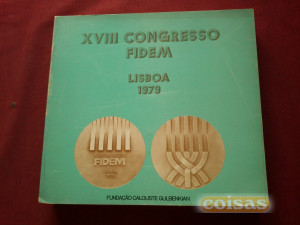 XVIII CONGRESSO
FIDEM
LISBOA
1979
FIDEM
FUNDAÇÃO CALOUSTE GULBENKIAN
coisas